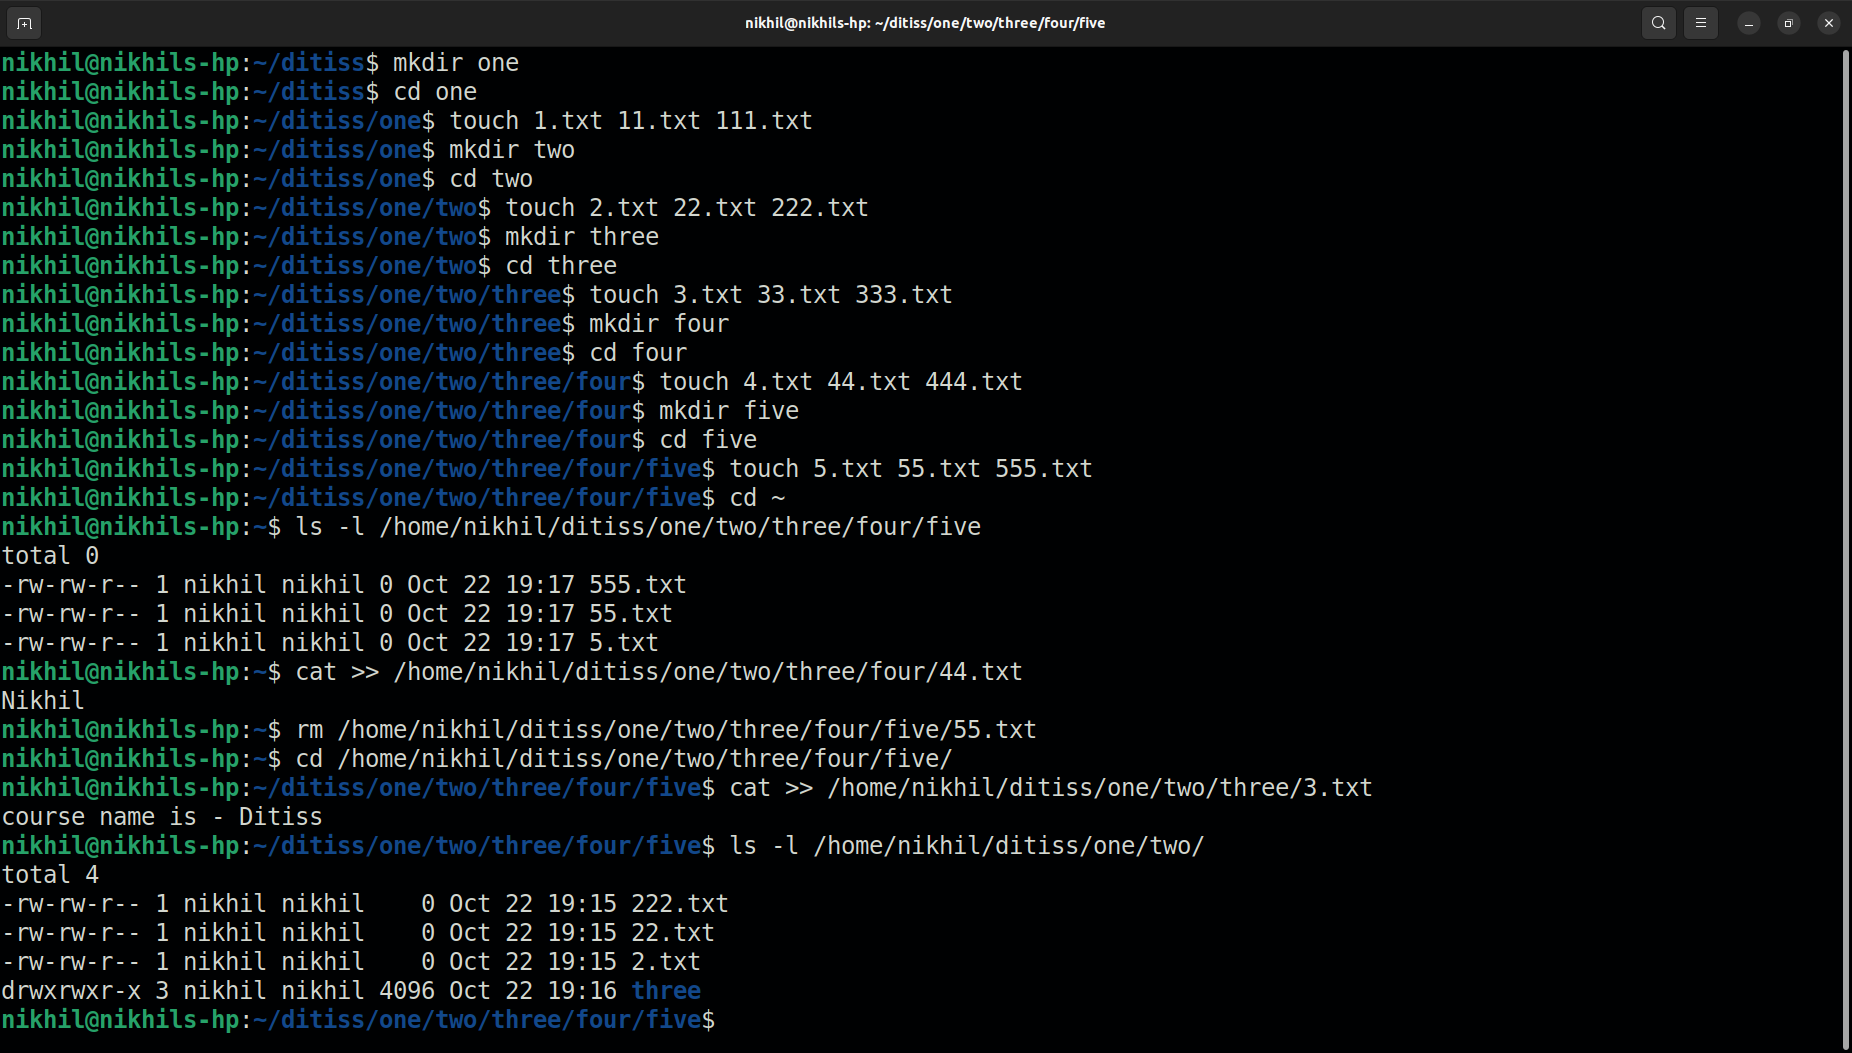 nikhil@nikhils-hp: ~/ditiss/one/two/three/four/five
nikhil@nikhils-hp:~/ditiss$ mkdir one
nikhil@nikhils-hp:~/ditiss$ cd one
nikhil@nikhils-hp:~/ditiss/one$ touch 1.txt 11.txt 111.txt
nikhil@nikhils-hp:~/ditiss/one$ mkdir two
nikhil@nikhils-hp:~/ditiss/one$ cd two
nikhil@nikhils-hp:~/ditiss/one/two$ touch 2.txt 22.txt 222.txt
nikhil@nikhils-hp:~/ditiss/one/two$ mkdir three
nikhil@nikhils-hp:~/ditiss/one/two$ cd three
nikhil@nikhils-hp:~/ditiss/one/two/three$ touch 3.txt 33.txt 333.txt
nikhil@nikhils-hp:~/ditiss/one/two/three$ mkdir four
nikhil@nikhils-hp:~/ditiss/one/two/three$ cd four
nikhil@nikhils-hp:~/ditiss/one/two/three/four$ touch 4.txt 44.txt 444.txt
nikhil@nikhils-hp:~/ditiss/one/two/three/four$ mkdir five
nikhil@nikhils-hp:~/ditiss/one/two/three/four$ cd five
nikhil@nikhils-hp:~/ditiss/one/two/three/four/five$ touch 5.txt 55.txt 555.txt
nikhil@nikhils-hp:~/ditiss/one/two/three/four/five$ cd ~
nikhil@nikhils-hp:~$ ls -l /home/nikhil/ditiss/one/two/three/four/five
total 0
-rw-rw-r-- 1 nikhil nikhil 0 Oct 22 19:17 555.txt
-rw-rw-r-- 1 nikhil nikhil 0 Oct 22 19:17 55.txt
-rw-rw-r-- 1 nikhil nikhil 0 Oct 22 19:17 5.txt
nikhil@nikhils-hp:~$ cat >> /home/nikhil/ditiss/one/two/three/four/44.txt
Nikhil
nikhil@nikhils-hp:~$ rm /home/nikhil/ditiss/one/two/three/four/five/55.txt
nikhil@nikhils-hp:~$ cd /home/nikhil/ditiss/one/two/three/four/five/
nikhil@nikhils-hp:~/ditiss/one/two/three/four/five$ cat >> /home/nikhil/ditiss/one/two/three/3.txt
course name is - Ditiss
nikhil@nikhils-hp:~/ditiss/one/two/three/four/five$ ls -l /home/nikhil/ditiss/one/two/
total 4
-rw-rw-r-- 1 nikhil nikhil    0 Oct 22 19:15 222.txt
-rw-rw-r-- 1 nikhil nikhil    0 Oct 22 19:15 22.txt
-rw-rw-r-- 1 nikhil nikhil    0 Oct 22 19:15 2.txt
drwxrwxr-x 3 nikhil nikhil 4096 Oct 22 19:16 three
nikhil@nikhils-hp:~/ditiss/one/two/three/four/five$